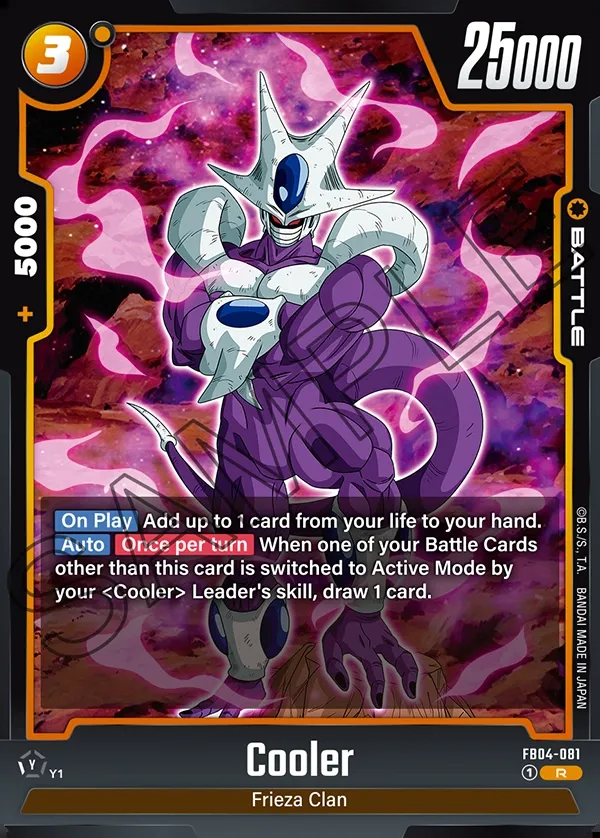 3
25000
+ 5000
BATTLE
SAMPLE
On Play Add up to 1 card from your life to your hand.
Auto Once per turn When one of your Battle Cards
other than this card is switched to Active Mode by
your <Cooler> Leader's skill, draw 1 card.
©B.S./S., T.A. BANDAI MADE IN JAPAN
Y Y1
Cooler
FB04-081
1 R
Frieza Clan